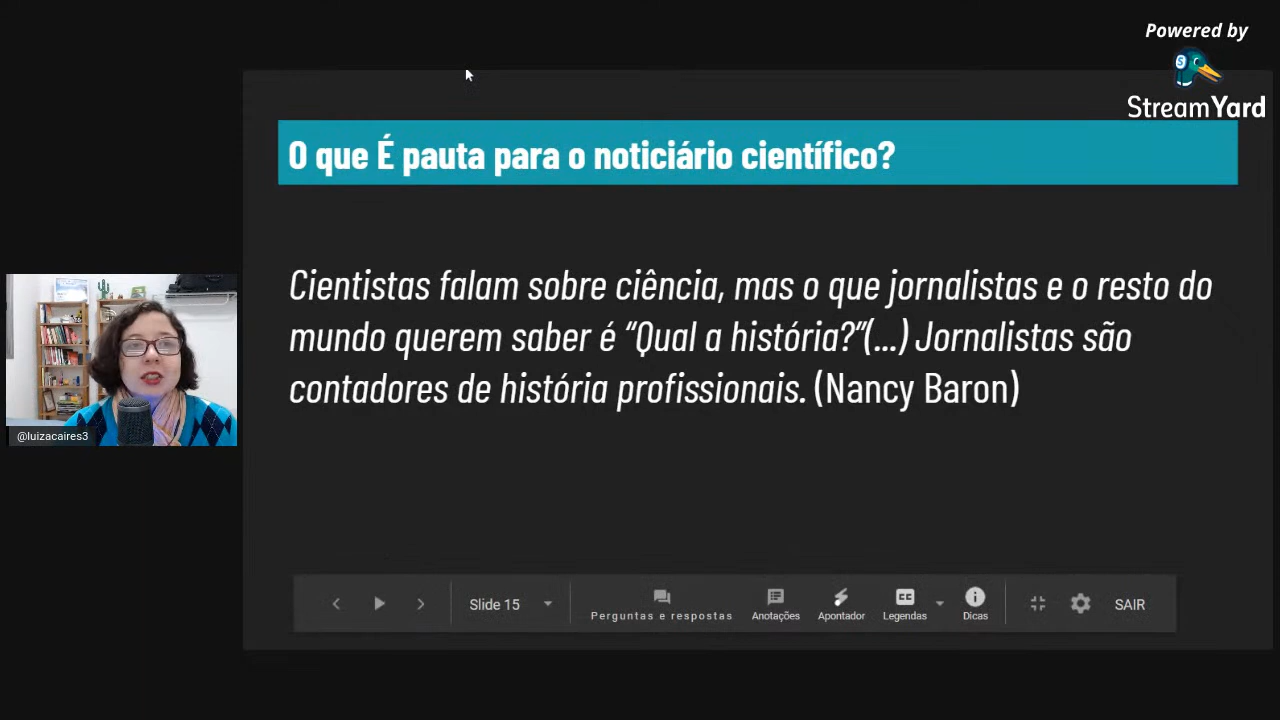 Powered by
StreamYard
O que É pauta para o noticiário científico?
Cientistas falam sobre ciência, mas o que jornalistas e o resto do
mundo querem saber é “Qual a história?”(...) Jornalistas são
contadores de história profissionais. (Nancy Baron)
@luizacaires3
Slide 15
Perguntas e respostas
Anotações
Apontador
Legendas
Dicas
SAIR